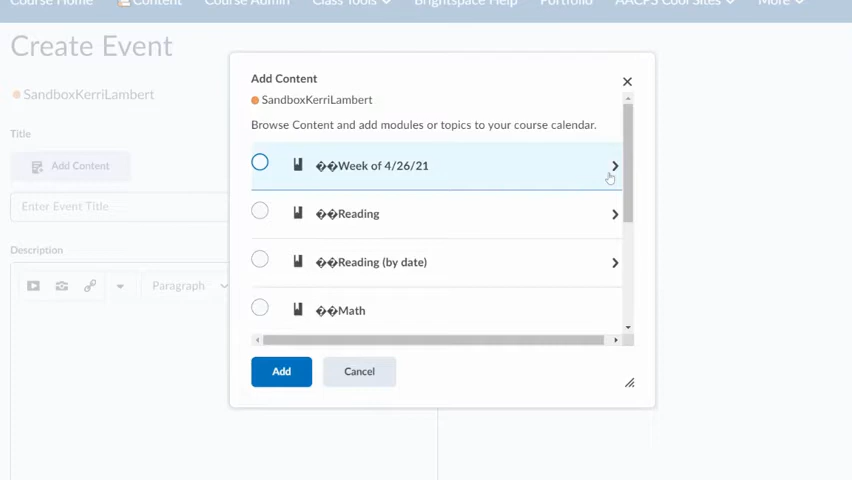 Course Home Content Course Admin Class Tools Brightspace Help Portfolio AACPS Cool Sites More
Create Event
SandboxKerriLambert
Title
Add Content
Enter Event Title ...
Description
Paragraph
Add Content
SandboxKerriLambert
Browse Content and add modules or topics to your course calendar.
��Week of 4/26/21
��Reading
��Reading (by date)
��Math
Add Cancel